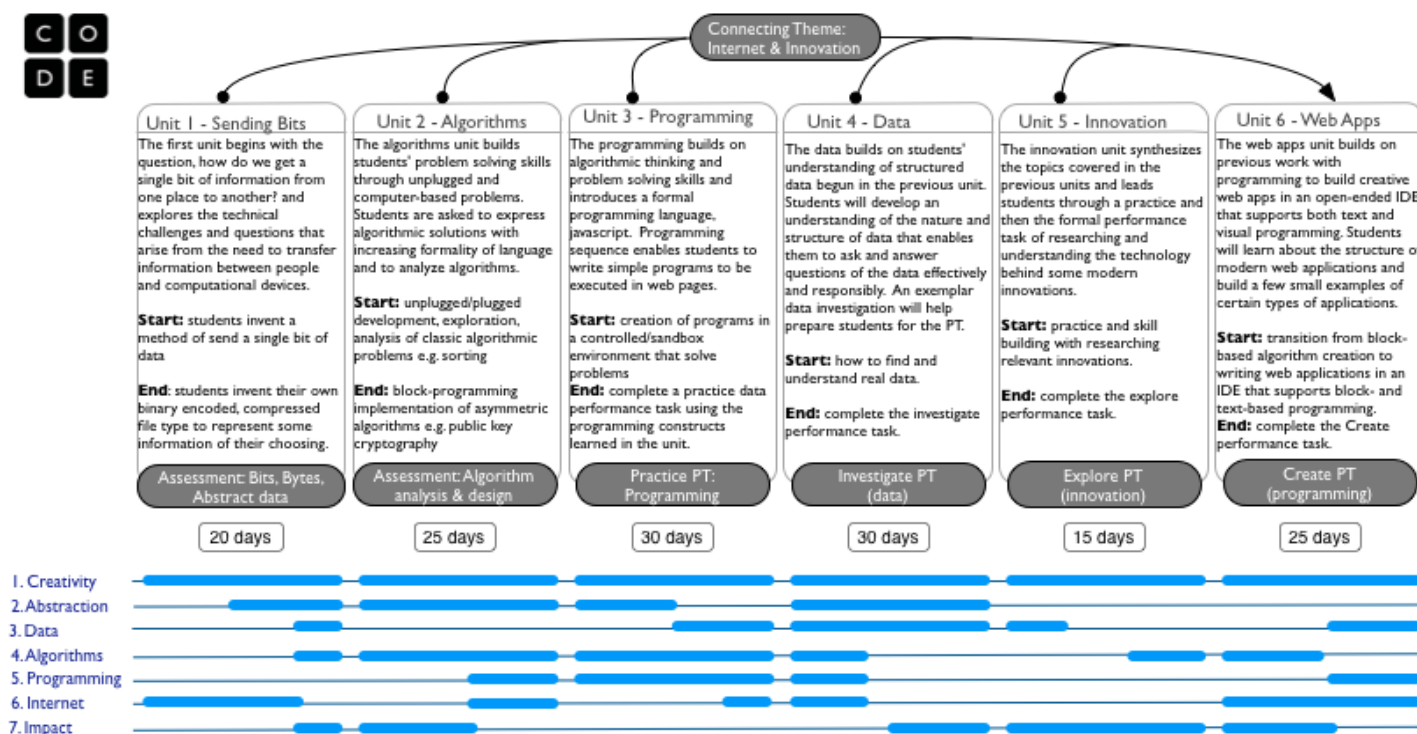 C O
D E
Connecting Theme:
Internet & Innovation
Unit 1 - Sending Bits
The first unit begins with the
question, how do we get a
single bit of information from
one place to another? and
explores the technical
challenges and questions that
arise from the need to transfer
information between people
and computational devices.
Start: students invent a
method of send a single bit of
data
End: students invent their own
binary encoded, compressed
file type to represent some
information of their choosing.
Assessment: Bits, Bytes,
Abstract data
20 days
Unit 2 - Algorithms
The algorithms unit builds
students' problem solving skills
through unplugged and
computer-based problems.
Students are asked to express
algorithmic solutions with
increasing formality of language
and to analyze algorithms.
Start: unplugged/plugged
development, exploration,
analysis of classic algorithmic
problems e.g. sorting
End: block-programming
implementation of asymmetric
algorithms e.g. public key
cryptography
Assessment: Algorithm
analysis & design
25 days
Unit 3 - Programming
The programming builds on
algorithmic thinking and
problem solving skills and
introduces a formal
programming language,
javascript. Programming
sequence enables students to
write simple programs to be
executed in web pages.
Start: creation of programs in
a controlled/sandbox
environment that solve
problems
End: complete a practice data
performance task using the
programming constructs
learned in the unit.
Practice PT:
Programming
30 days
Unit 4 - Data
The data builds on students'
understanding of structured
data begun in the previous unit.
Students will develop an
understanding of the nature and
structure of data that enables
them to ask and answer
questions of the data effectively
and responsibly. An exemplar
data investigation will help
prepare students for the PT.
Start: how to find and
understand real data.
End: complete the investigate
performance task.
Investigate PT
(data)
30 days
Unit 5 - Innovation
The innovation unit synthesizes
the topics covered in the
previous units and leads
students through a practice and
then the formal performance
task of researching and
understanding the technology
behind some modern
innovations.
Start: practice and skill
building with researching
relevant innovations.
End: complete the explore
performance task.
Explore PT
(innovation)
15 days
Unit 6 - Web Apps
The web apps unit builds on
previous work with
programming to build creative
web apps in an open-ended IDE
that supports both text and
visual programming. Students
will learn about the structure o
modern web applications and
build a few small examples of
certain types of applications.
Start: transition from block-
based algorithm creation to
writing web applications in an
IDE that supports block- and
text-based programming.
End: complete the Create
performance task.
Create PT
(programming)
25 days
1. Creativity
2. Abstraction
3. Data
4. Algorithms
5. Programming
6. Internet
7. Impact